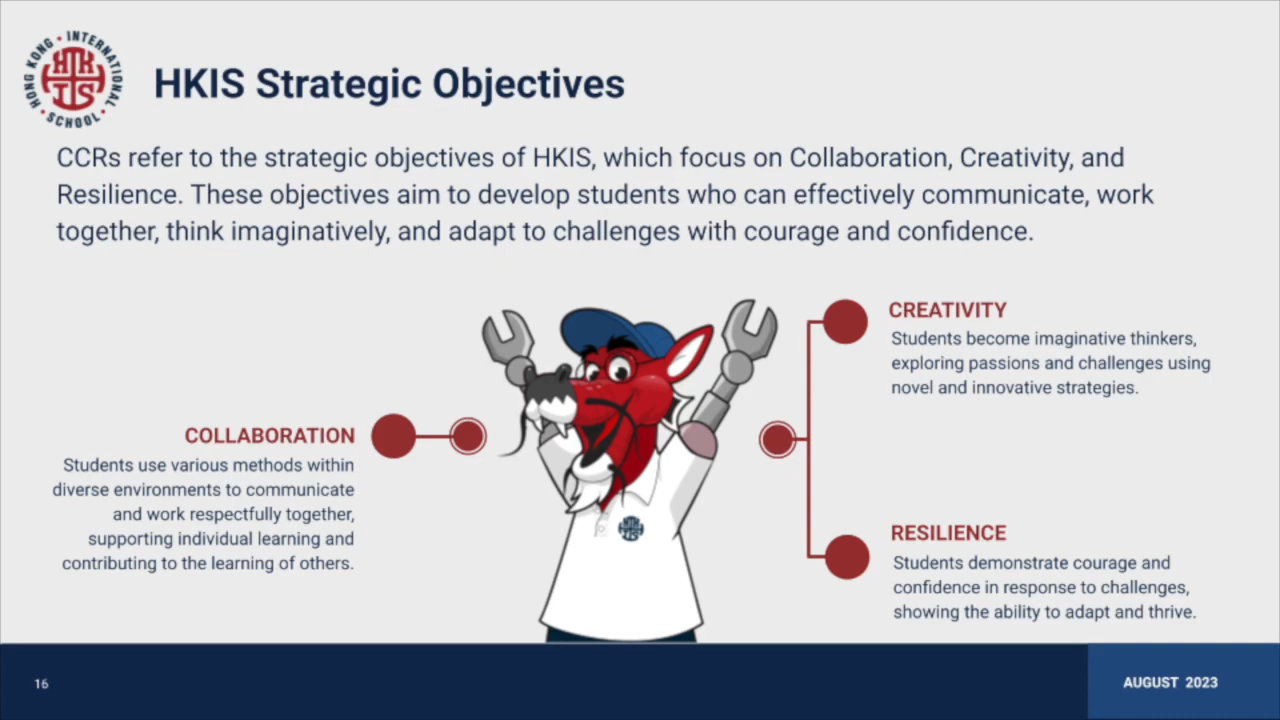 HONG KONG • INTERNATIONAL • SCHOOL •
HKIS
HKIS Strategic Objectives
CCRs refer to the strategic objectives of HKIS, which focus on Collaboration, Creativity, and
Resilience. These objectives aim to develop students who can effectively communicate, work
together, think imaginatively, and adapt to challenges with courage and confidence.
COLLABORATION
Students use various methods within
diverse environments to communicate
and work respectfully together,
supporting individual learning and
contributing to the learning of others.
HKIS
CREATIVITY
Students become imaginative thinkers,
exploring passions and challenges using
novel and innovative strategies.
RESILIENCE
Students demonstrate courage and
confidence in response to challenges,
showing the ability to adapt and thrive.
16
AUGUST 2023